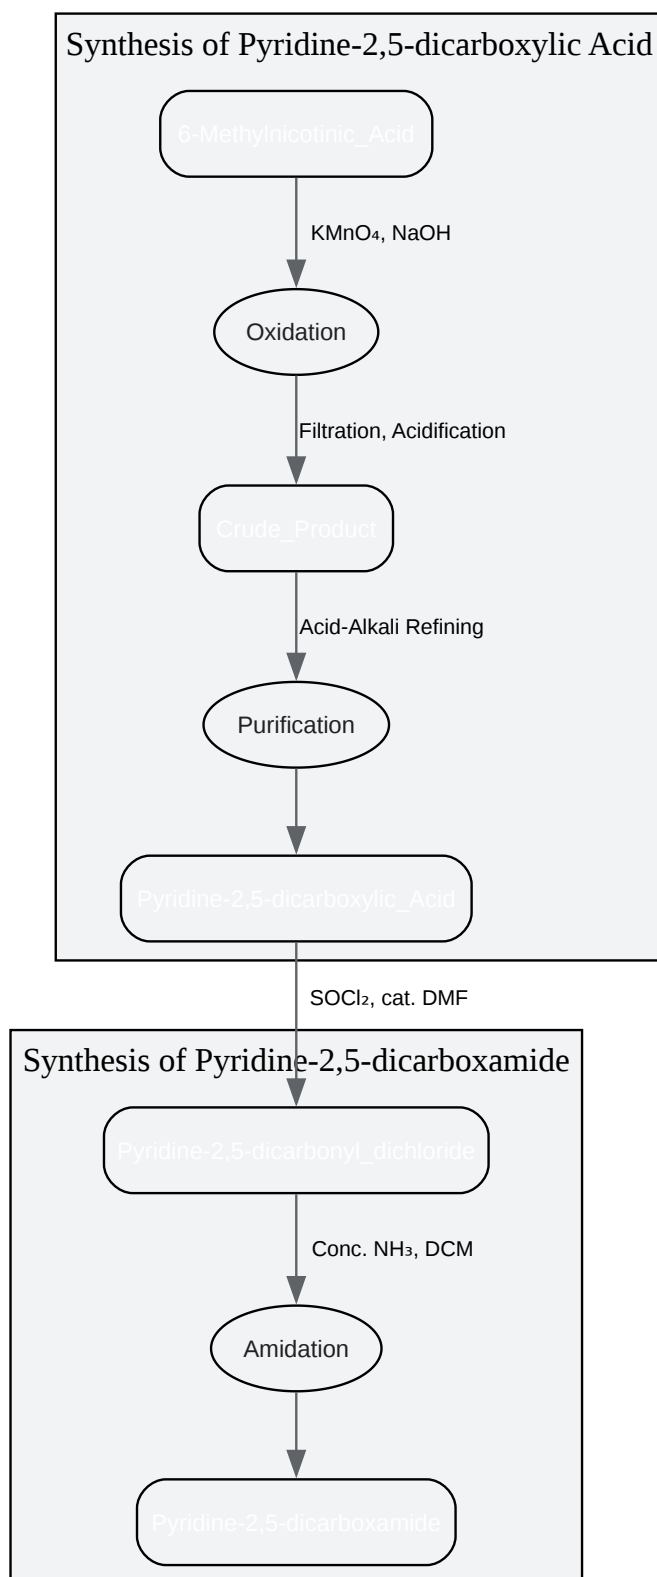 Synthesis of Pyridine-2,5-dicarboxylic Acid
6-Methylnicotinic_Acid
KMnO₄, NaOH
Oxidation
Filtration, Acidification
Crude_Product
Acid-Alkali Refining
Purification
Pyridine-2,5-dicarboxylic_Acid
SOCl₂, cat. DMF
Synthesis of Pyridine-2,5-dicarboxamide
Pyridine-2,5-dicarbonyl_dichloride
Conc. NH₃, DCM
Amidation
Pyridine-2,5-dicarboxamide